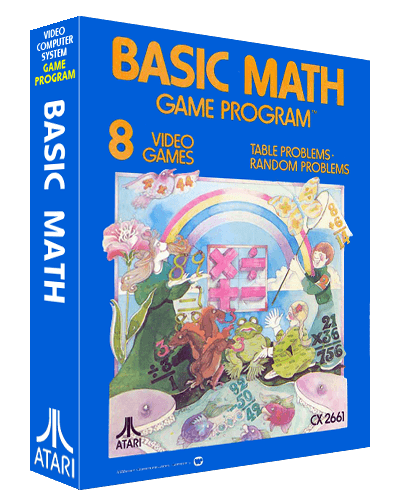 VIDEO
COMPUTER
SYSTEM
GAME
PROGRAM
BASIC MATH
ATARI
BASIC MATH
GAME PROGRAM™
8 VIDEO
GAMES
TABLE PROBLEMS-
RANDOM PROBLEMS
× ÷
+ −
21
×36
756
ATARI
CX 2661